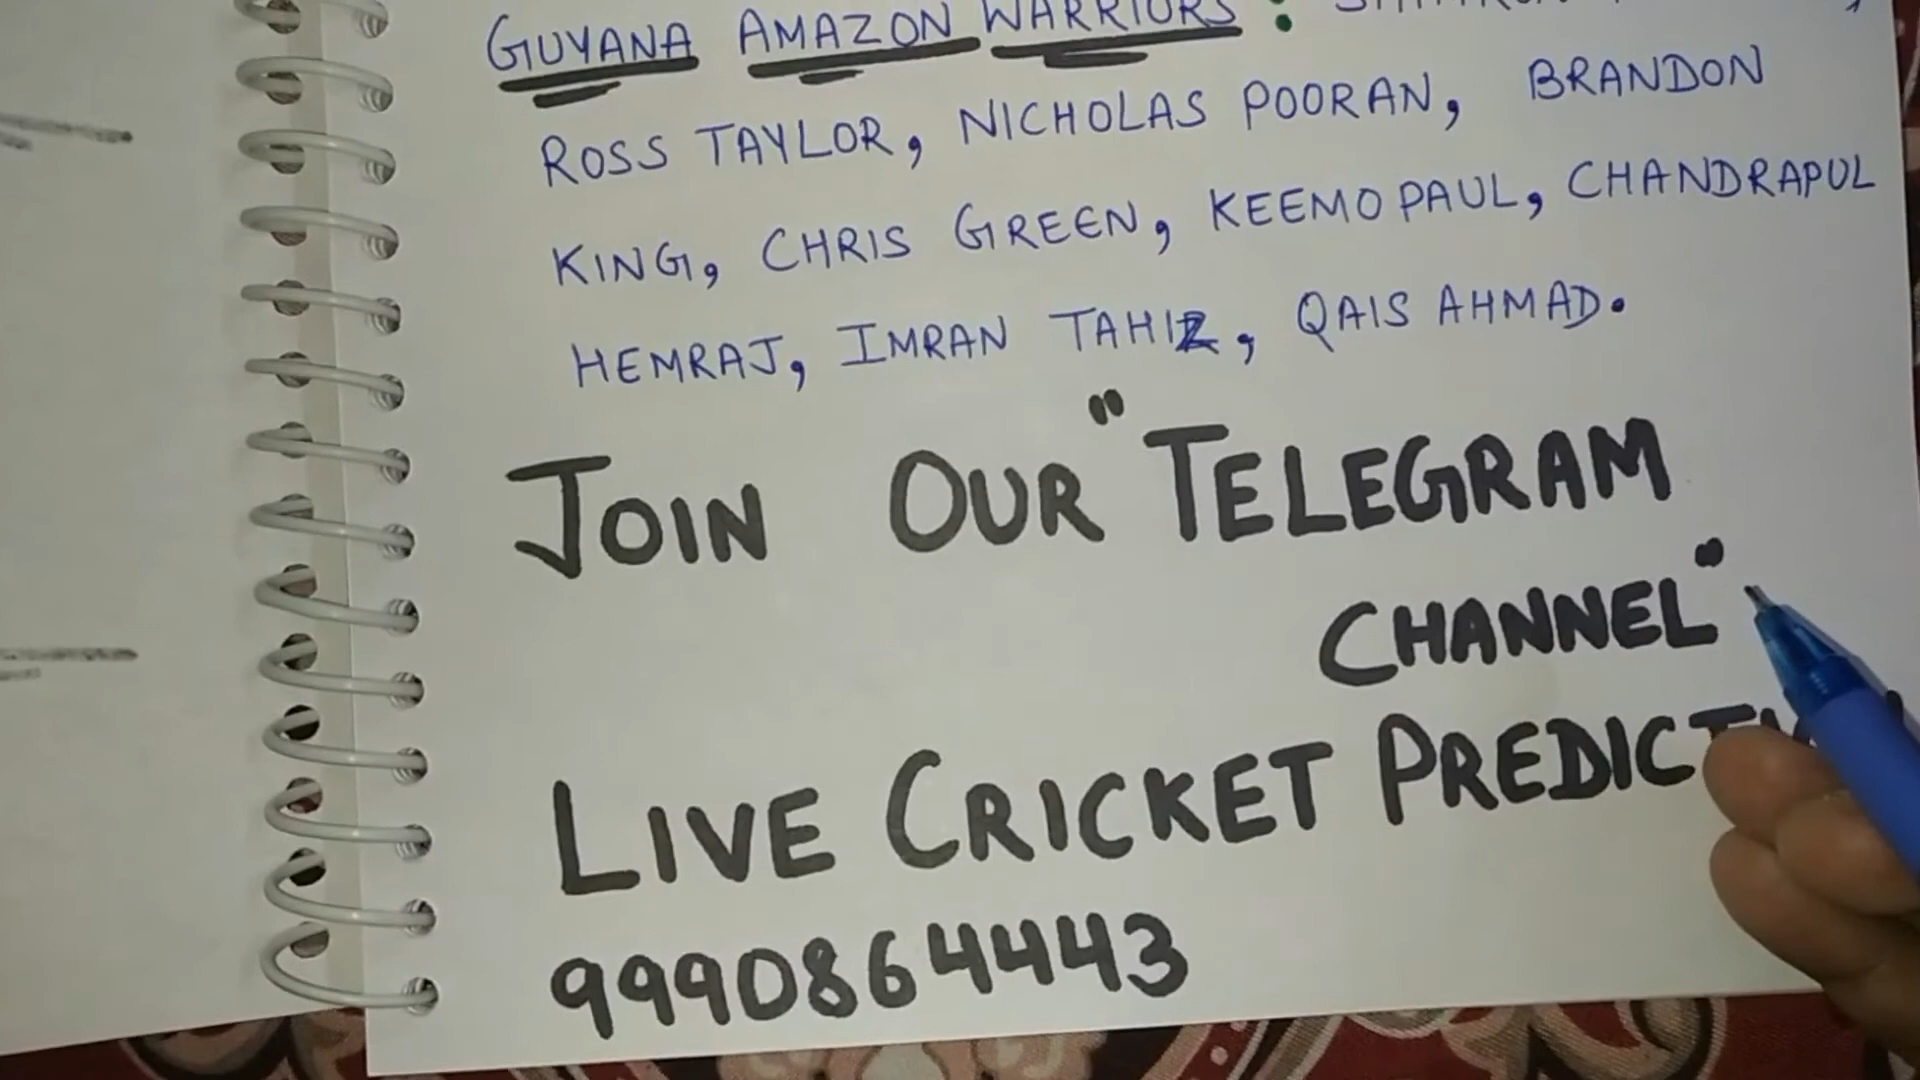 GUYANA AMAZON WARRIORS :
ROSS TAYLOR, NICHOLAS POORAN, BRANDON
KING, CHRIS GREEN, KEEMO PAUL, CHANDRAPUL
HEMRAJ, IMRAN TAHIR, QAIS AHMAD.
JOIN OUR "TELEGRAM
CHANNEL"
LIVE CRICKET
9990864443